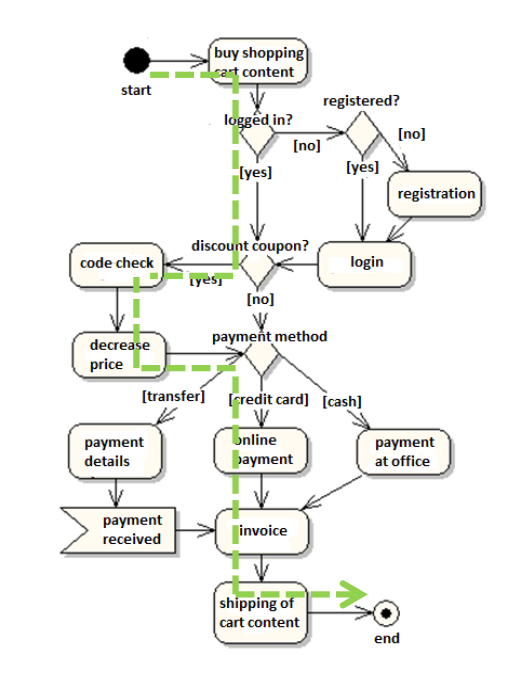 buy shopping
cart content
start
registered?
logged in?
[no]
[no]
[yes]
[yes]
registration
discount coupon?
code check
login
[yes]
[no]
payment method
decrease
price
[transfer]
[credit card]
[cash]
payment
details
online
payment
payment
at office
payment
received
invoice
shipping of
cart content
end